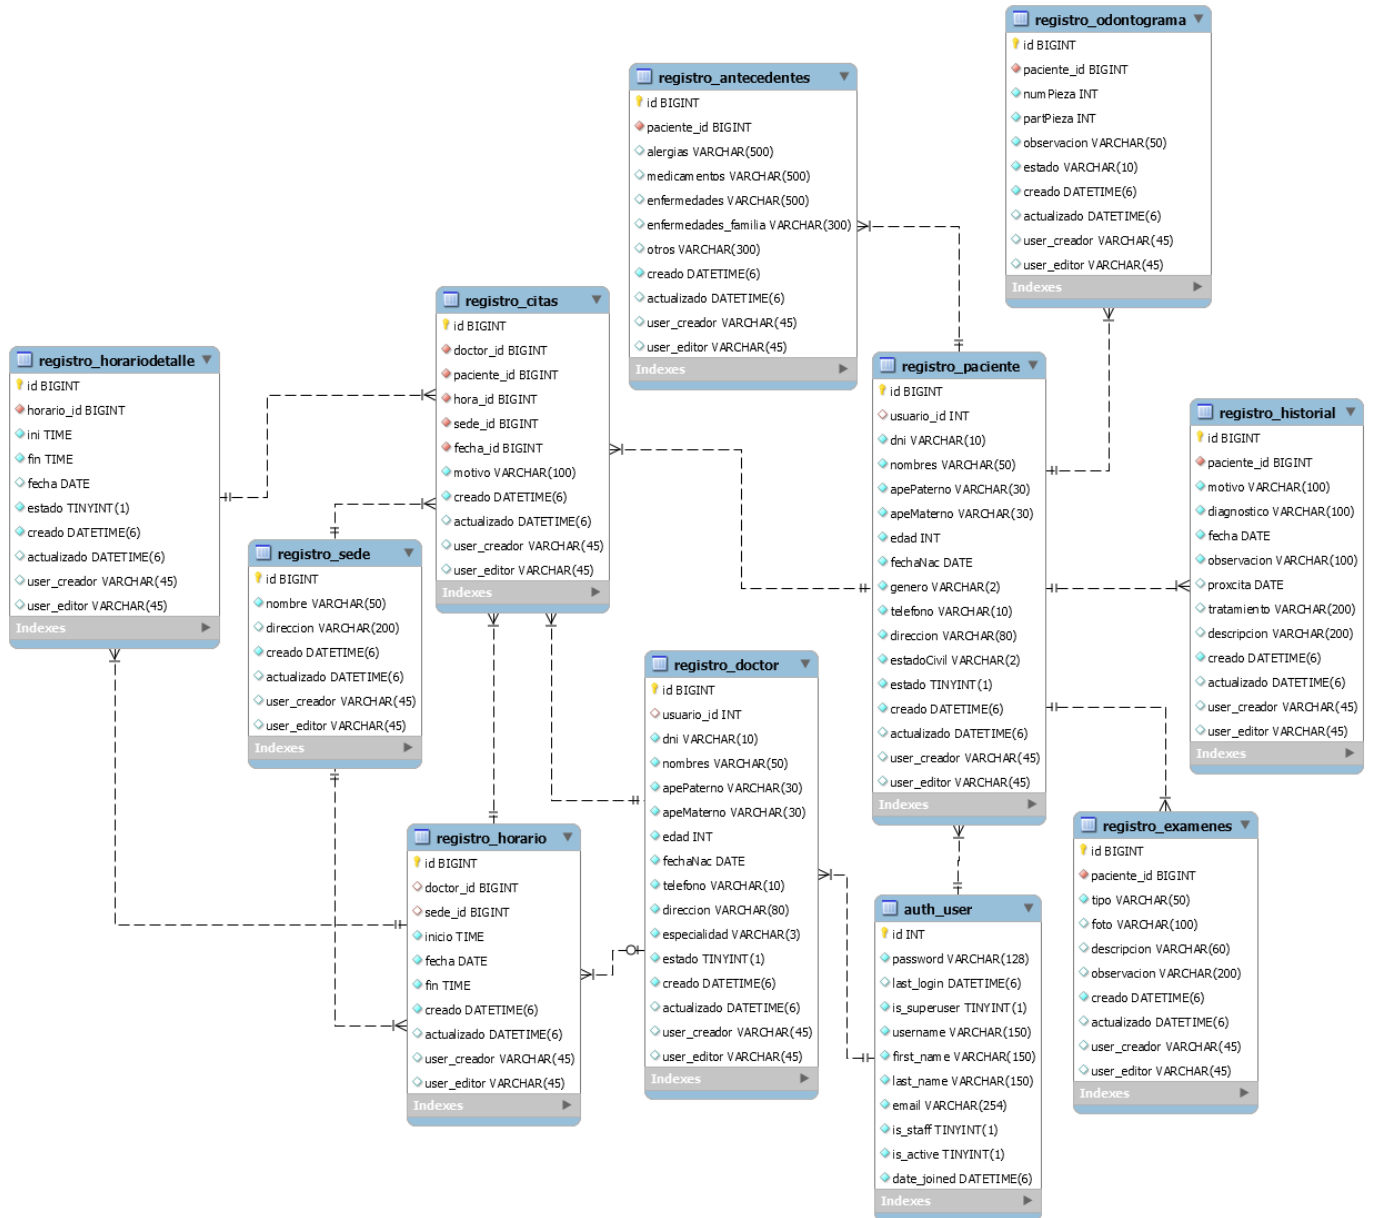 registro_odontograma
id BIGINT
paciente_id BIGINT
numPieza INT
partPieza INT
observacion VARCHAR(50)
estado VARCHAR(10)
creado DATETIME(6)
actualizado DATETIME(6)
user_creador VARCHAR(45)
user_editor VARCHAR(45)
Indexes
registro_antecedentes
id BIGINT
paciente_id BIGINT
alergias VARCHAR(500)
medicamentos VARCHAR(500)
enfermedades VARCHAR(500)
enfermedades_familia VARCHAR(300)
otros VARCHAR(300)
creado DATETIME(6)
actualizado DATETIME(6)
user_creador VARCHAR(45)
user_editor VARCHAR(45)
Indexes
registro_citas
id BIGINT
doctor_id BIGINT
paciente_id BIGINT
hora_id BIGINT
sede_id BIGINT
fecha_id BIGINT
motivo VARCHAR(100)
creado DATETIME(6)
actualizado DATETIME(6)
user_creador VARCHAR(45)
user_editor VARCHAR(45)
Indexes
registro_horariodetalle
id BIGINT
horario_id BIGINT
ini TIME
fin TIME
fecha DATE
estado TINYINT(1)
creado DATETIME(6)
actualizado DATETIME(6)
user_creador VARCHAR(45)
user_editor VARCHAR(45)
Indexes
registro_paciente
id BIGINT
usuario_id INT
dni VARCHAR(10)
nombres VARCHAR(50)
apePaterno VARCHAR(30)
apeMaterno VARCHAR(30)
edad INT
fechaNac DATE
genero VARCHAR(2)
telefono VARCHAR(10)
direccion VARCHAR(80)
estadoCivil VARCHAR(2)
estado TINYINT(1)
creado DATETIME(6)
actualizado DATETIME(6)
user_creador VARCHAR(45)
user_editor VARCHAR(45)
Indexes
registro_historial
id BIGINT
paciente_id BIGINT
motivo VARCHAR(100)
diagnostico VARCHAR(100)
fecha DATE
observacion VARCHAR(100)
proxcita DATE
tratamiento VARCHAR(200)
descripcion VARCHAR(200)
creado DATETIME(6)
actualizado DATETIME(6)
user_creador VARCHAR(45)
user_editor VARCHAR(45)
Indexes
registro_sede
id BIGINT
nombre VARCHAR(50)
direccion VARCHAR(200)
creado DATETIME(6)
actualizado DATETIME(6)
user_creador VARCHAR(45)
user_editor VARCHAR(45)
Indexes
registro_doctor
id BIGINT
usuario_id INT
dni VARCHAR(10)
nombres VARCHAR(50)
apePaterno VARCHAR(30)
apeMaterno VARCHAR(30)
edad INT
fechaNac DATE
telefono VARCHAR(10)
direccion VARCHAR(80)
especialidad VARCHAR(3)
estado TINYINT(1)
creado DATETIME(6)
actualizado DATETIME(6)
user_creador VARCHAR(45)
user_editor VARCHAR(45)
Indexes
registro_horario
id BIGINT
doctor_id BIGINT
sede_id BIGINT
inicio TIME
fecha DATE
fin TIME
creado DATETIME(6)
actualizado DATETIME(6)
user_creador VARCHAR(45)
user_editor VARCHAR(45)
Indexes
registro_examenes
id BIGINT
paciente_id BIGINT
tipo VARCHAR(50)
foto VARCHAR(100)
descripcion VARCHAR(60)
observacion VARCHAR(200)
creado DATETIME(6)
actualizado DATETIME(6)
user_creador VARCHAR(45)
user_editor VARCHAR(45)
Indexes
auth_user
id INT
password VARCHAR(128)
last_login DATETIME(6)
is_superuser TINYINT(1)
username VARCHAR(150)
first_name VARCHAR(150)
last_name VARCHAR(150)
email VARCHAR(254)
is_staff TINYINT(1)
is_active TINYINT(1)
date_joined DATETIME(6)
Indexes